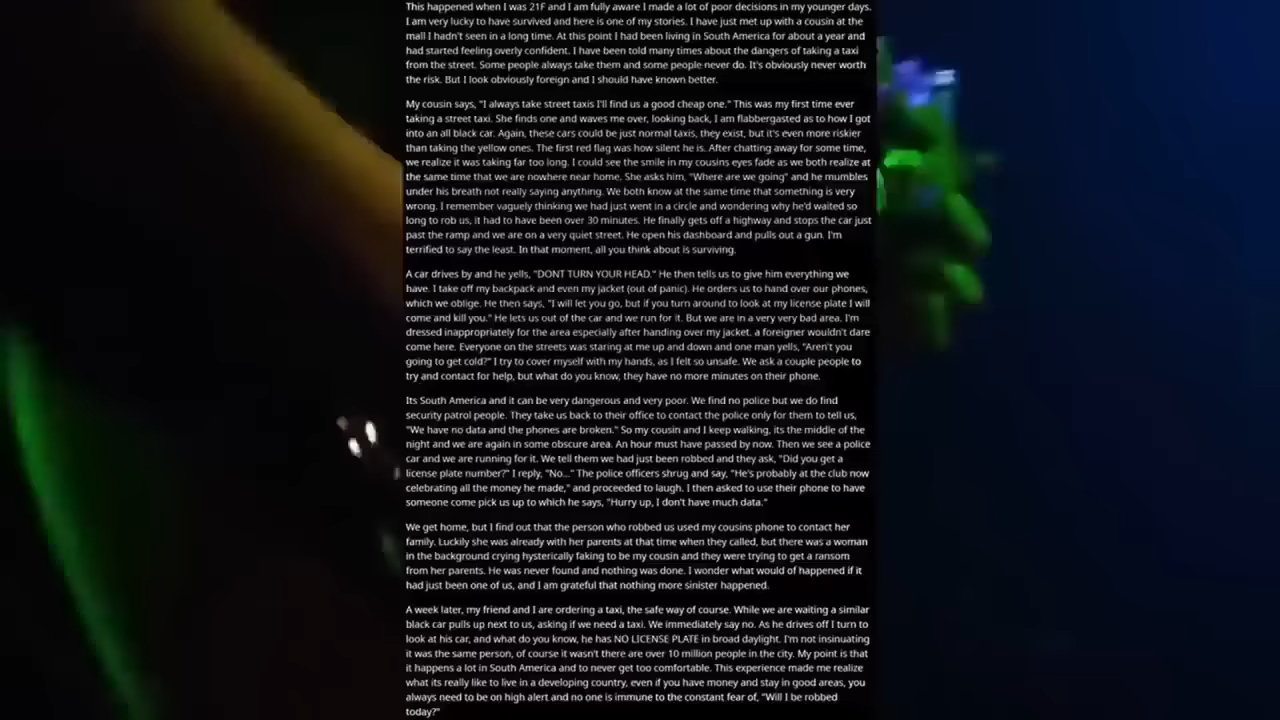 This happened when I was 21F and I am fully aware I made a lot of poor decisions in my younger days.
I am very lucky to have survived and here is one of my stories. I have just met up with a cousin at the
mall I hadn't seen in a long time. At this point I had been living in South America for about a year and
had started feeling overly confident. I have been told many times about the dangers of taking a taxi
from the street. Some people always take them and some people never do. It's obviously never worth
the risk. But I look obviously foreign and I should have known better.
My cousin says, "I always take street taxis I'll find us a good cheap one." This was my first time ever
taking a street taxi. She finds one and waves me over, looking back, I am flabbergasted as to how I got
into an all black car. Again, these cars could be just normal taxis, they exist, but it's even more riskier
than taking the yellow ones. The first red flag was how silent he is. After chatting away for some time,
we realize it was taking far too long. I could see the smile in my cousins eyes fade as we both realize at
the same time that we are nowhere near home. She asks him, "Where are we going" and he mumbles
under his breath not really saying anything. We both know at the same time that something is very
wrong. I remember vaguely thinking we had just went in a circle and wondering why he'd waited so
long to rob us, it had to have been over 30 minutes. He finally gets off a highway and stops the car just
past the ramp and we are on a very quiet street. He open his dashboard and pulls out a gun. I'm
terrified to say the least. In that moment, all you think about is surviving.
A car drives by and he yells, "DONT TURN YOUR HEAD." He then tells us to give him everything we
have. I take off my backpack and even my jacket (out of panic). He orders us to hand over our phones,
which we oblige. He then says, "I will let you go, but if you turn around to look at my license plate I will
come and kill you." He lets us out of the car and we run for it. But we are in a very very bad area. I'm
dressed inappropriately for the area especially after handing over my jacket, a foreigner wouldn't dare
come here. Everyone on the streets was staring at me up and down and one man yells, "Aren't you
going to get cold?" I try to cover myself with my hands, as I felt so unsafe. We ask a couple people to
try and contact for help, but what do you know, they have no more minutes on their phone.
Its South America and it can be very dangerous and very poor. We find no police but we do find
security patrol people. They take us back to their office to contact the police only for them to tell us,
"We have no data and the phones are broken." So my cousin and I keep walking, its the middle of the
night and we are again in some obscure area. An hour must have passed by now. Then we see a police
car and we are running for it. We tell them we had just been robbed and they ask, "Did you get a
license plate number?" I reply, "No..." The police officers shrug and say, "He's probably at the club now
celebrating all the money he made," and proceeded to laugh. I then asked to use their phone to have
someone come pick us up to which he says, "Hurry up, I don't have much data."
We get home, but I find out that the person who robbed us used my cousins phone to contact her
family. Luckily she was already with her parents at that time when they called, but there was a woman
in the background crying hysterically faking to be my cousin and they were trying to get a ransom
from her parents. He was never found and nothing was done. I wonder what would of happened if it
had just been one of us, and I am grateful that nothing more sinister happened.
A week later, my friend and I are ordering a taxi, the safe way of course. While we are waiting a similar
black car pulls up next to us, asking if we need a taxi. We immediately say no. As he drives off I turn to
look at his car, and what do you know, he has NO LICENSE PLATE in broad daylight. I'm not insinuating
it was the same person, of course it wasn't there are over 10 million people in the city. My point is that
it happens a lot in South America and to never get too comfortable. This experience made me realize
what its really like to live in a developing country, even if you have money and stay in good areas, you
always need to be on high alert and no one is immune to the constant fear of, "Will I be robbed
today?"